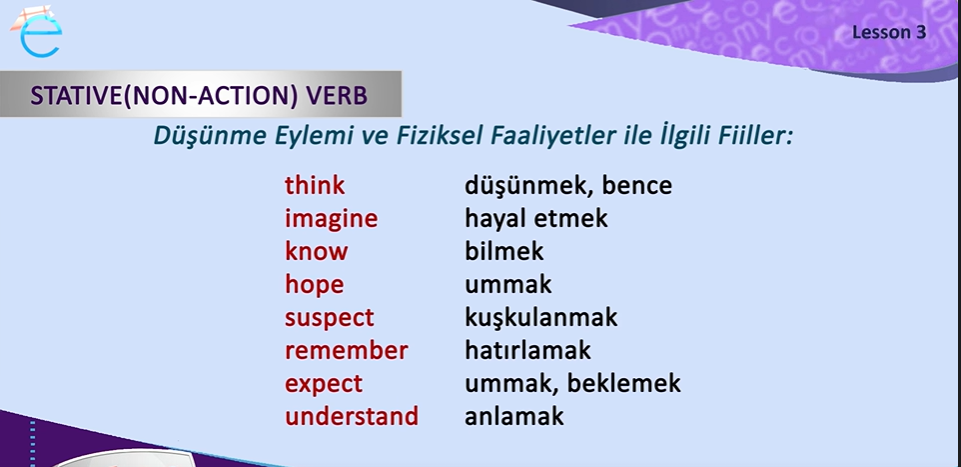 Lesson 3
STATIVE(NON-ACTION) VERB
Düşünme Eylemi ve Fiziksel Faaliyetler ile İlgili Fiiller:
think düşünmek, bence
imagine hayal etmek
know bilmek
hope ummak
suspect kuşkulanmak
remember hatırlamak
expect ummak, beklemek
understand anlamak